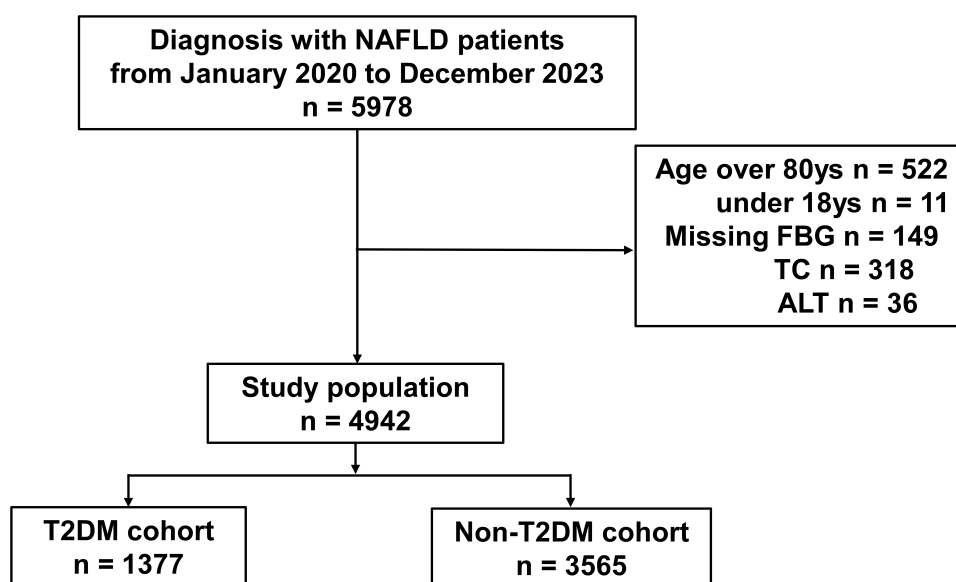 Diagnosis with NAFLD patients
from January 2020 to December 2023
n = 5978
Age over 80ys n = 522
under 18ys n = 11
Missing FBG n = 149
TC n = 318
ALT n = 36
Study population
n = 4942
T2DM cohort
n = 1377
Non-T2DM cohort
n = 3565